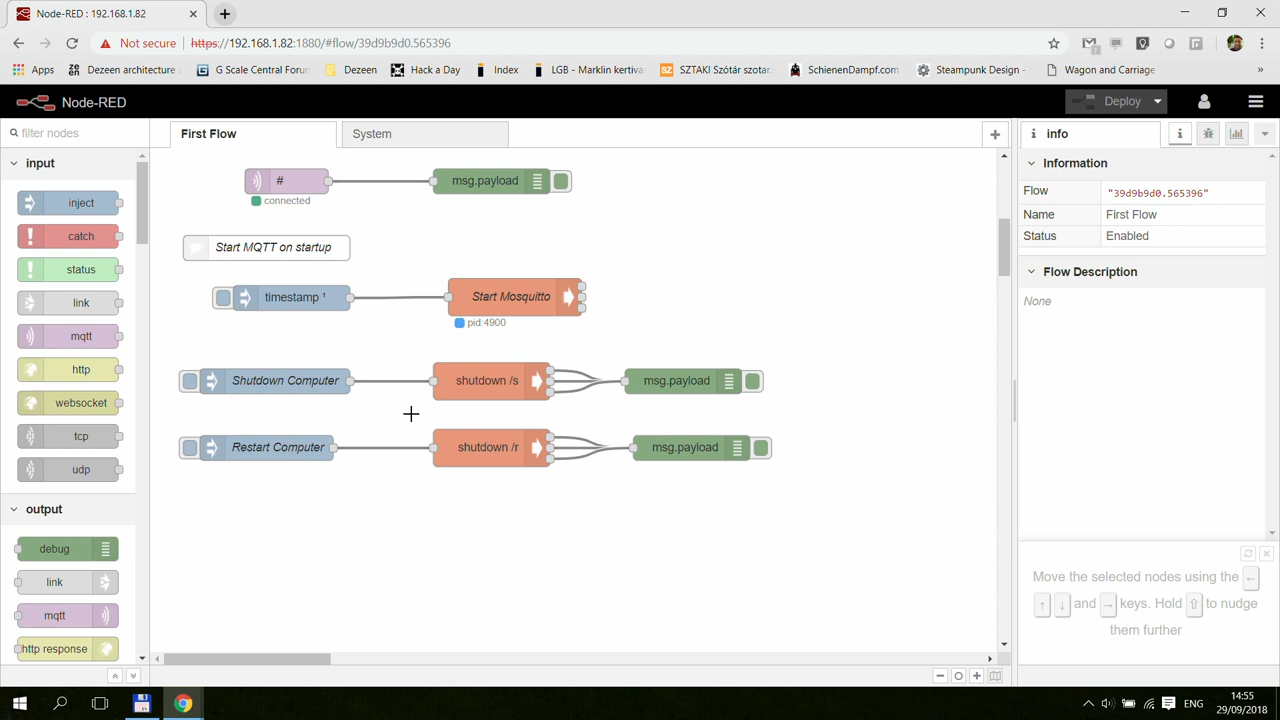 Node-RED : 192.168.1.82
Not secure
https://192.168.1.82:1880/#flow/39d9b9d0.565396
Apps
Dezeen architecture
G Scale Central Forum
Dezeen
Hack a Day
Index
LGB - Marklin kertiva
SZTAKI Szótár szotar.
SchienenDampf.com
Steampunk Design -
Wagon and Carriage
Node-RED
Deploy
filter nodes
First Flow
System
info
input
inject
catch
status
link
mqtt
http
websocket
tcp
udp
output
debug
link
mqtt
http response
#
connected
msg.payload
Start MQTT on startup
timestamp ¹
Start Mosquitto
pid:4900
Shutdown Computer
shutdown /s
msg.payload
Restart Computer
shutdown /r
msg.payload
Information
Flow "39d9b9d0.565396"
Name First Flow
Status Enabled
Flow Description
None
Move the selected nodes using the ←
↑ ↓ and → keys. Hold ⇧ to nudge
them further
ENG
14:55
29/09/2018